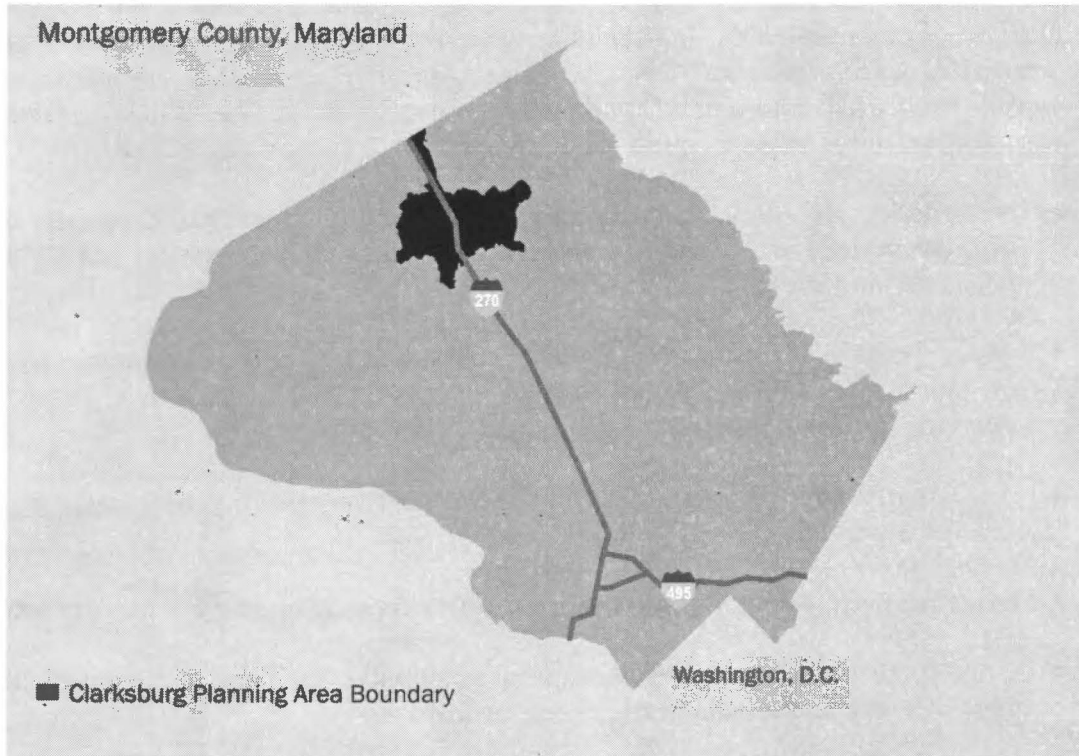 Montgomery County, Maryland
270
495
Washington, D.C.
Clarksburg Planning Area Boundary